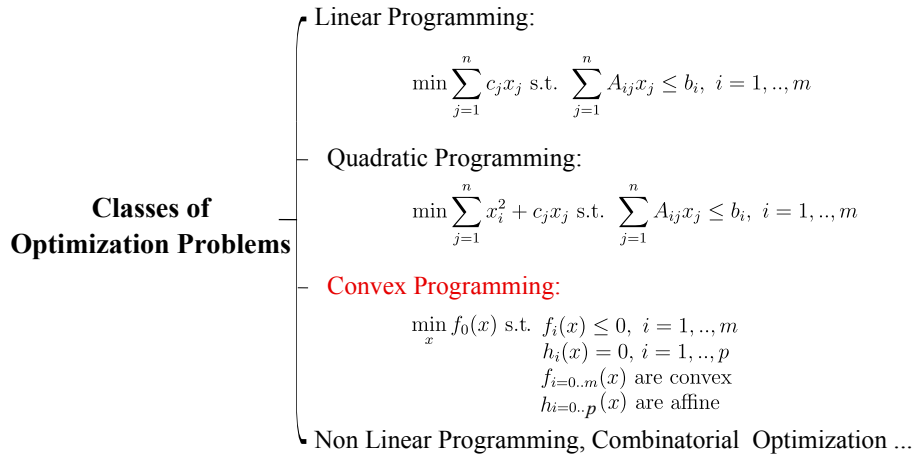 Linear Programming:
min ∑_{j=1}^{n} c_j x_j s.t. ∑_{j=1}^{n} A_{ij} x_j ≤ b_i, i = 1, .., m
Quadratic Programming:
min ∑_{j=1}^{n} x_i^2 + c_j x_j s.t. ∑_{j=1}^{n} A_{ij} x_j ≤ b_i, i = 1, .., m
Classes of
Optimization Problems
Convex Programming:
min_x f_0(x) s.t. f_i(x) ≤ 0, i = 1, .., m
h_i(x) = 0, i = 1, .., p
f_{i=0..m}(x) are convex
h_{i=0..p}(x) are affine
Non Linear Programming, Combinatorial Optimization ...